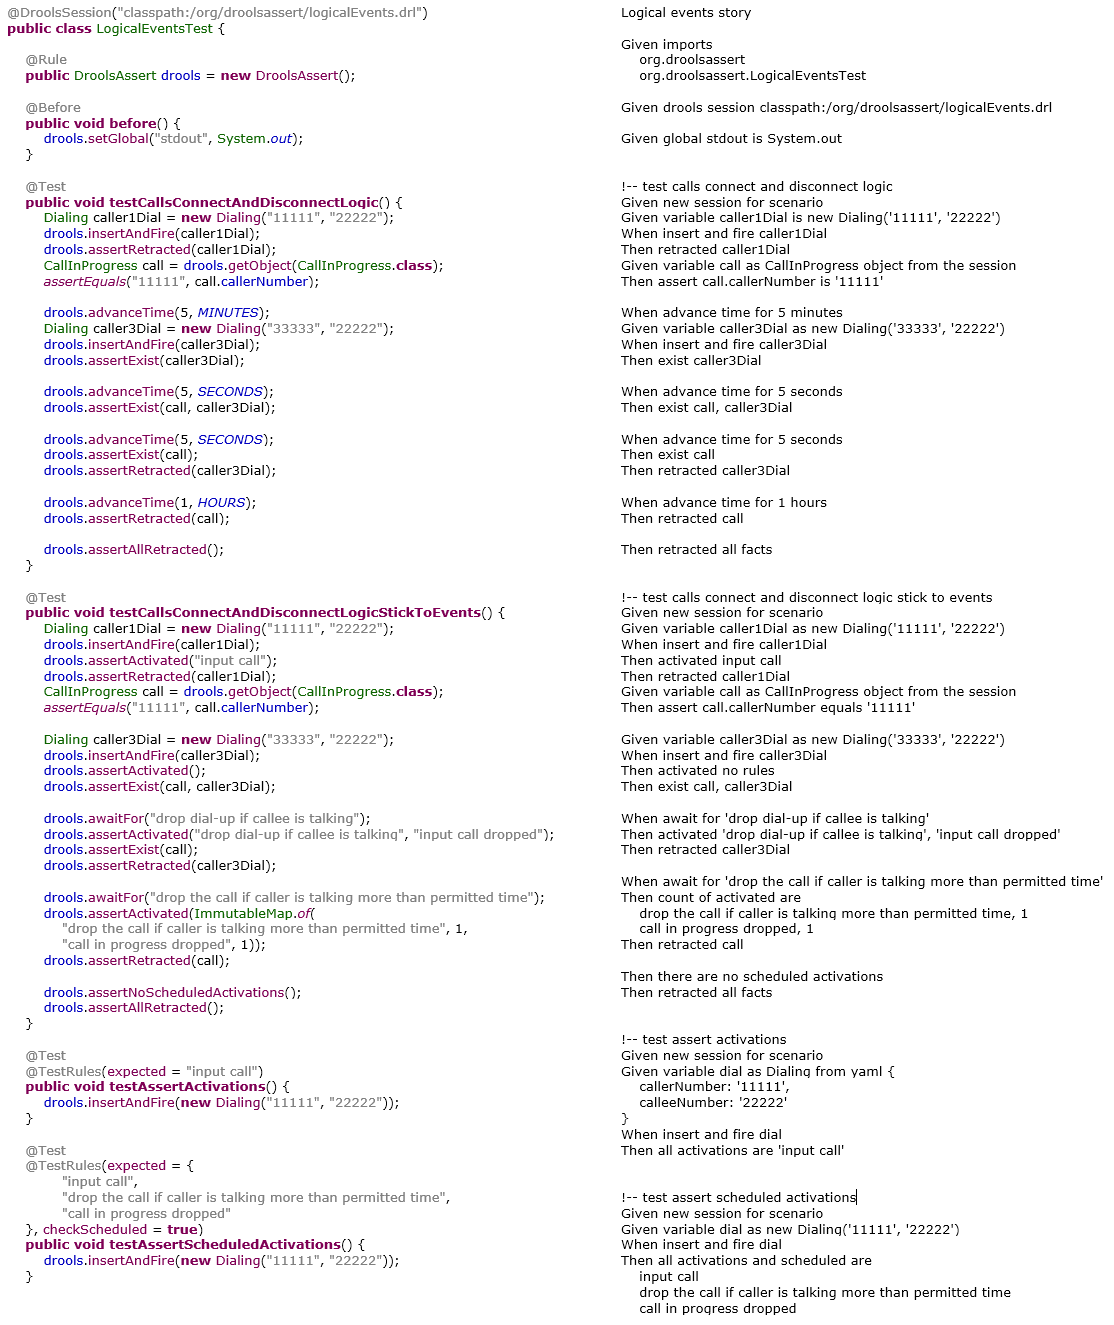 @DroolsSession("classpath:/org/droolsassert/logicalEvents.drl")
public class LogicalEventsTest {
@Rule
public DroolsAssert drools = new DroolsAssert();
@Before
public void before() {
drools.setGlobal("stdout", System.out);
}
@Test
public void testCallsConnectAndDisconnectLogic() {
Dialing caller1Dial = new Dialing("11111", "22222");
drools.insertAndFire(caller1Dial);
drools.assertRetracted(caller1Dial);
CallInProgress call = drools.getObject(CallInProgress.class);
assertEquals("11111", call.callerNumber);
drools.advanceTime(5, MINUTES);
Dialing caller3Dial = new Dialing("33333", "22222");
drools.insertAndFire(caller3Dial);
drools.assertExist(caller3Dial);
drools.advanceTime(5, SECONDS);
drools.assertExist(call, caller3Dial);
drools.advanceTime(5, SECONDS);
drools.assertExist(call);
drools.assertRetracted(caller3Dial);
drools.advanceTime(1, HOURS);
drools.assertRetracted(call);
drools.assertAllRetracted();
}
@Test
public void testCallsConnectAndDisconnectLogicStickToEvents() {
Dialing caller1Dial = new Dialing("11111", "22222");
drools.insertAndFire(caller1Dial);
drools.assertActivated("input call");
drools.assertRetracted(caller1Dial);
CallInProgress call = drools.getObject(CallInProgress.class);
assertEquals("11111", call.callerNumber);
Dialing caller3Dial = new Dialing("33333", "22222");
drools.insertAndFire(caller3Dial);
drools.assertActivated();
drools.assertExist(call, caller3Dial);
drools.awaitFor("drop dial-up if callee is talking");
drools.assertActivated("drop dial-up if callee is talking", "input call dropped");
drools.assertExist(call);
drools.assertRetracted(caller3Dial);
drools.awaitFor("drop the call if caller is talking more than permitted time");
drools.assertActivated(ImmutableMap.of(
"drop the call if caller is talking more than permitted time", 1,
"call in progress dropped", 1));
drools.assertRetracted(call);
drools.assertNoScheduledActivations();
drools.assertAllRetracted();
}
@Test
@TestRules(expected = "input call")
public void testAssertActivations() {
drools.insertAndFire(new Dialing("11111", "22222"));
}
@Test
@TestRules(expected = {
"input call",
"drop the call if caller is talking more than permitted time",
"call in progress dropped"
}, checkScheduled = true)
public void testAssertScheduledActivations() {
drools.insertAndFire(new Dialing("11111", "22222"));
}
Logical events story
Given imports
org.droolsassert
org.droolsassert.LogicalEventsTest
Given drools session classpath:/org/droolsassert/logicalEvents.drl
Given global stdout is System.out
!-- test calls connect and disconnect logic
Given new session for scenario
Given variable caller1Dial is new Dialing('11111', '22222')
When insert and fire caller1Dial
Then retracted caller1Dial
Given variable call as CallInProgress object from the session
Then assert call.callerNumber is '11111'
When advance time for 5 minutes
Given variable caller3Dial as new Dialing('33333', '22222')
When insert and fire caller3Dial
Then exist caller3Dial
When advance time for 5 seconds
Then exist call, caller3Dial
When advance time for 5 seconds
Then exist call
Then retracted caller3Dial
When advance time for 1 hours
Then retracted call
Then retracted all facts
!-- test calls connect and disconnect logic stick to events
Given new session for scenario
Given variable caller1Dial as new Dialing('11111', '22222')
When insert and fire caller1Dial
Then activated input call
Then retracted caller1Dial
Given variable call as CallInProgress object from the session
Then assert call.callerNumber equals '11111'
Given variable caller3Dial as new Dialing('33333', '22222')
When insert and fire caller3Dial
Then activated no rules
Then exist call, caller3Dial
When await for 'drop dial-up if callee is talking'
Then activated 'drop dial-up if callee is talking', 'input call dropped'
Then retracted caller3Dial
When await for 'drop the call if caller is talking more than permitted time'
Then count of activated are
drop the call if caller is talking more than permitted time, 1
call in progress dropped, 1
Then retracted call
Then there are no scheduled activations
Then retracted all facts
!-- test assert activations
Given new session for scenario
Given variable dial as Dialing from yaml {
callerNumber: '11111',
calleeNumber: '22222'
}
When insert and fire dial
Then all activations are 'input call'
!-- test assert scheduled activations
Given new session for scenario
Given variable dial as new Dialing('11111', '22222')
When insert and fire dial
Then all activations and scheduled are
input call
drop the call if caller is talking more than permitted time
call in progress dropped